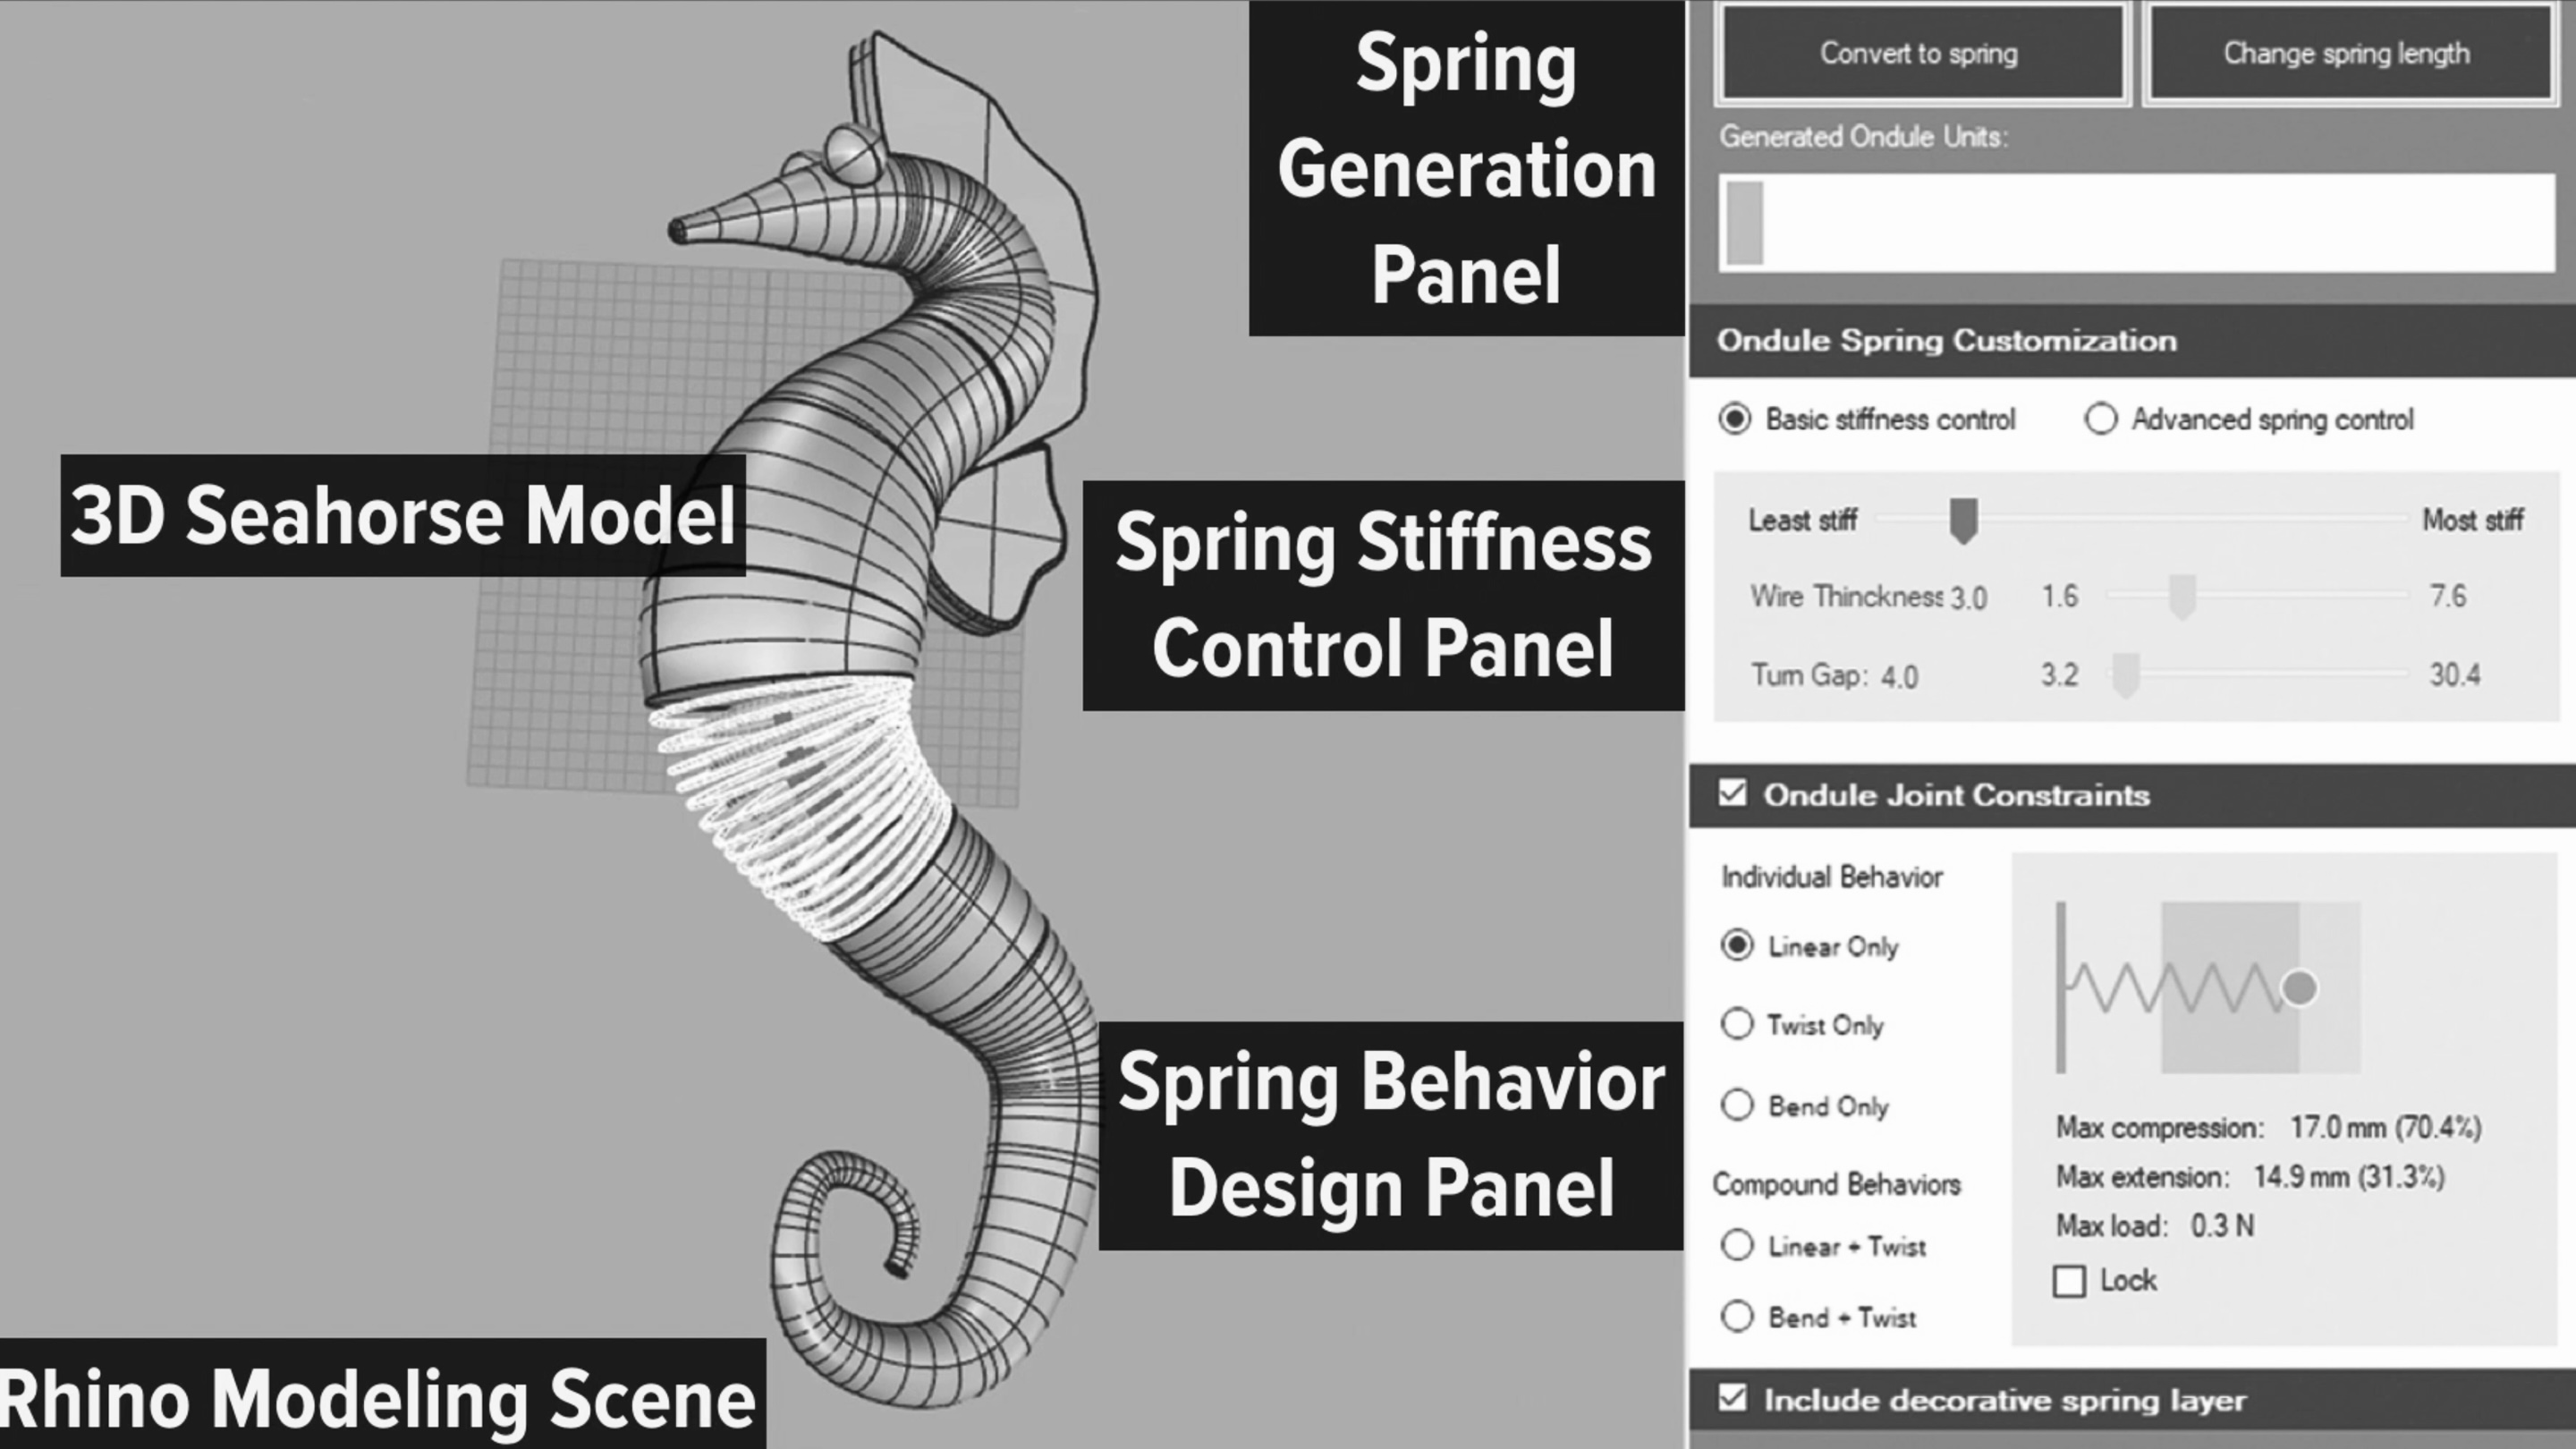 Spring
Generation
Panel
3D Seahorse Model
Spring Stiffness
Control Panel
Spring Behavior
Design Panel
Rhino Modeling Scene
Convert to spring
Change spring length
Generated Ondule Units:
Ondule Spring Customization
Basic stiffness control
Advanced spring control
Least stiff
Most stiff
Wire Thinckness 3.0 1.6 7.6
Turn Gap: 4.0 3.2 30.4
Ondule Joint Constraints
Individual Behavior
Linear Only
Twist Only
Bend Only
Compound Behaviors
Linear + Twist
Bend + Twist
Max compression: 17.0 mm (70.4%)
Max extension: 14.9 mm (31.3%)
Max load: 0.3 N
Lock
Include decorative spring layer